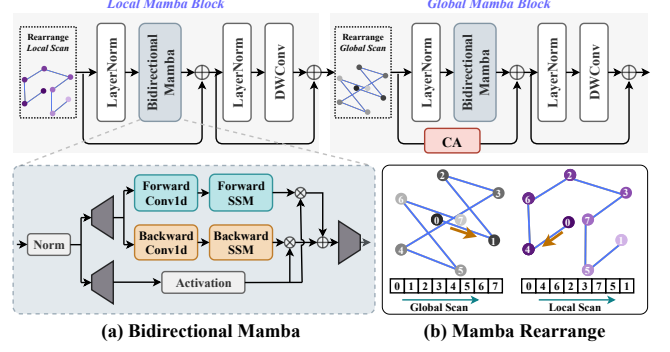 Local Mamba Block
Global Mamba Block
Rearrange
Local Scan
LayerNorm
Bidirectional
Mamba
LayerNorm
DWConv
Rearrange
Global Scan
LayerNorm
Bidirectional
Mamba
LayerNorm
DWConv
CA
Norm
Forward
Conv1d
Forward
SSM
Backward
Conv1d
Backward
SSM
Activation
2
3
6
0
7
1
4
5
0 1 2 3 4 5 6 7
Global Scan
2
3
6
0
7
4
1
5
0 4 6 2 3 7 5 1
Local Scan
(a) Bidirectional Mamba
(b) Mamba Rearrange